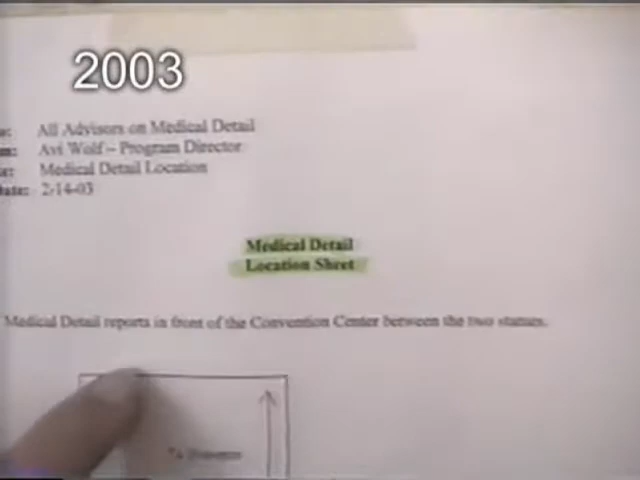 2003
All Advisors on Medical Detail
Avi Wolf – Program Director
Medical Detail Location
Date: 2-14-03
Medical Detail
Location Sheet
Medical Detail reports in front of the Convention Center between the two statues.